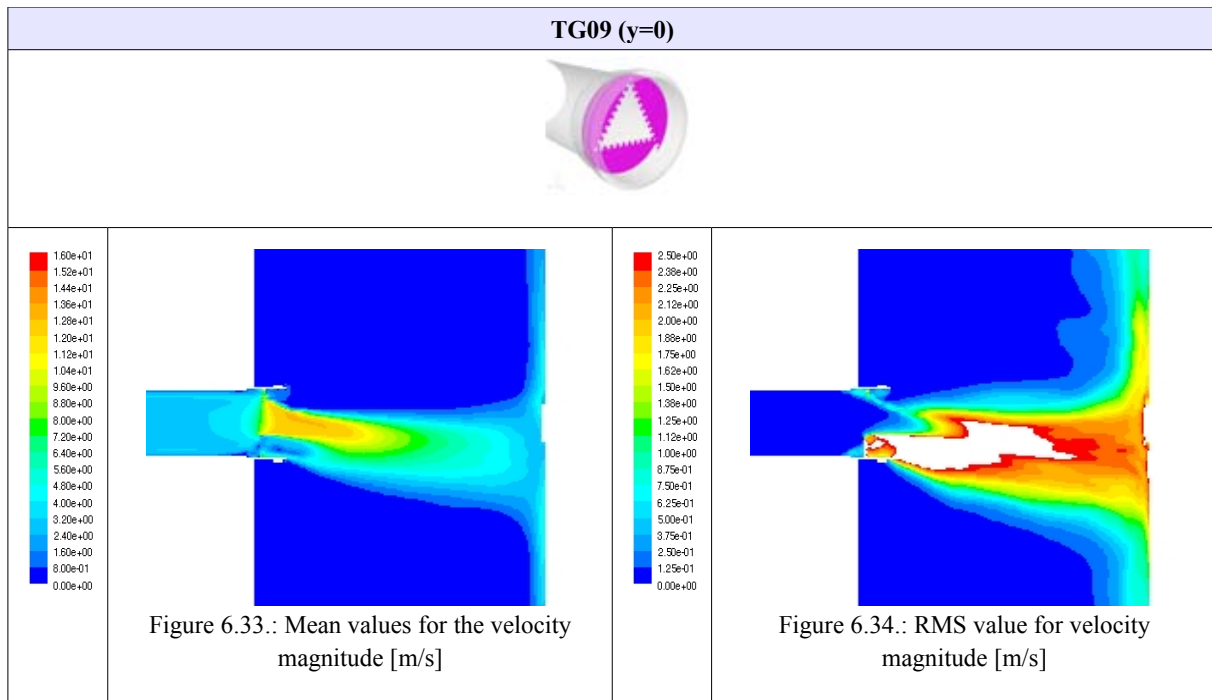 TG09 (y=0)
1.60e+01
1.52e+01
1.44e+01
1.36e+01
1.28e+01
1.20e+01
1.12e+01
1.04e+01
9.60e+00
8.80e+00
8.00e+00
7.20e+00
6.40e+00
5.60e+00
4.80e+00
4.00e+00
3.20e+00
2.40e+00
1.60e+00
8.00e-01
0.00e+00
Figure 6.33.: Mean values for the velocity
magnitude [m/s]
2.50e+00
2.38e+00
2.25e+00
2.12e+00
2.00e+00
1.88e+00
1.75e+00
1.62e+00
1.50e+00
1.38e+00
1.25e+00
1.12e+00
1.00e+00
8.75e-01
7.50e-01
6.25e-01
5.00e-01
3.75e-01
2.50e-01
1.25e-01
0.00e+00
Figure 6.34.: RMS value for velocity
magnitude [m/s]